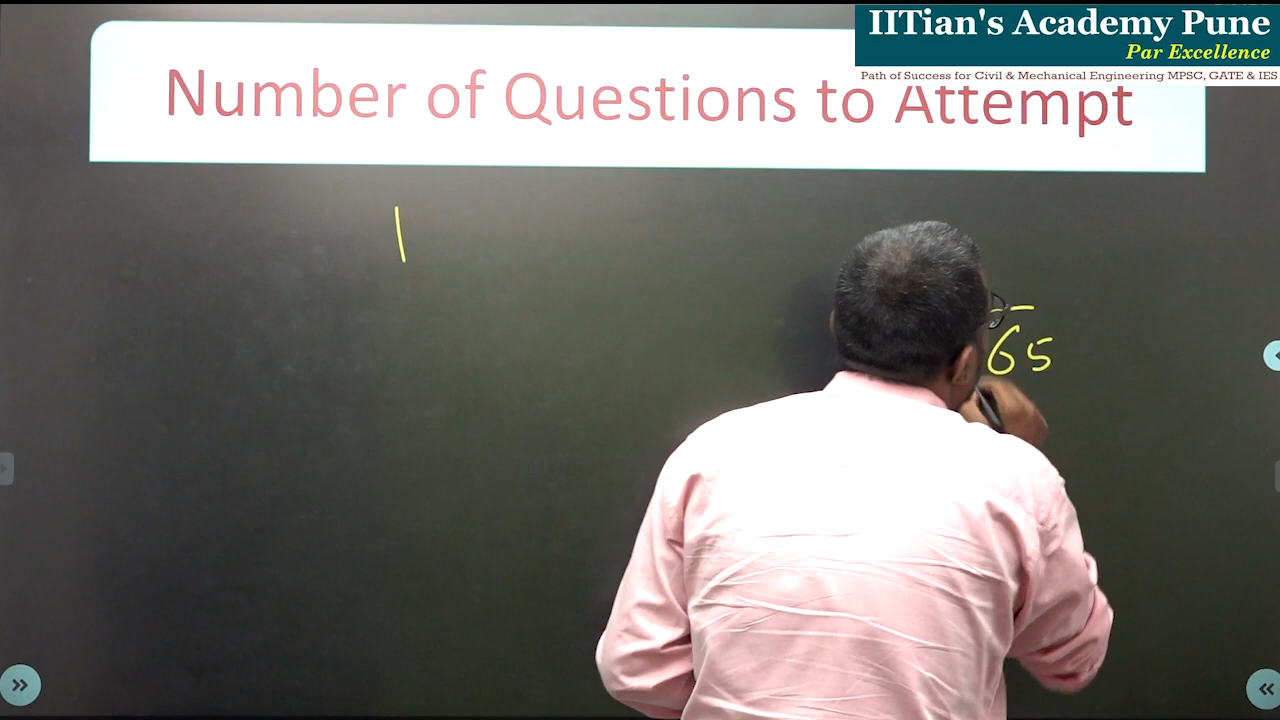 IITian's Academy Pune
Par Excellence
Path of Success for Civil & Mechanical Engineering MPSC, GATE & IES
Number of Questions to Attempt
65